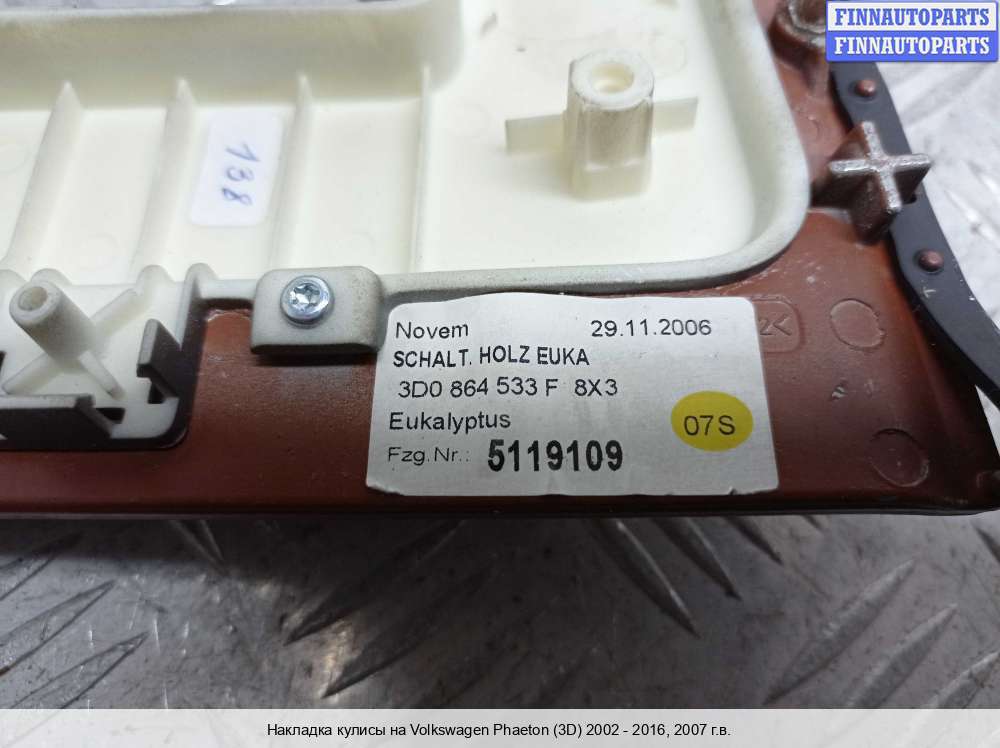 FINNAUTOPARTS
FINNAUTOPARTS
138
Novem 29.11.2006
SCHALT. HOLZ EUKA
3D0 864 533 F 8X3
Eukalyptus
07S
Fzg.Nr.: 5119109
Накладка кулисы на Volkswagen Phaeton (3D) 2002 - 2016, 2007 г.в.